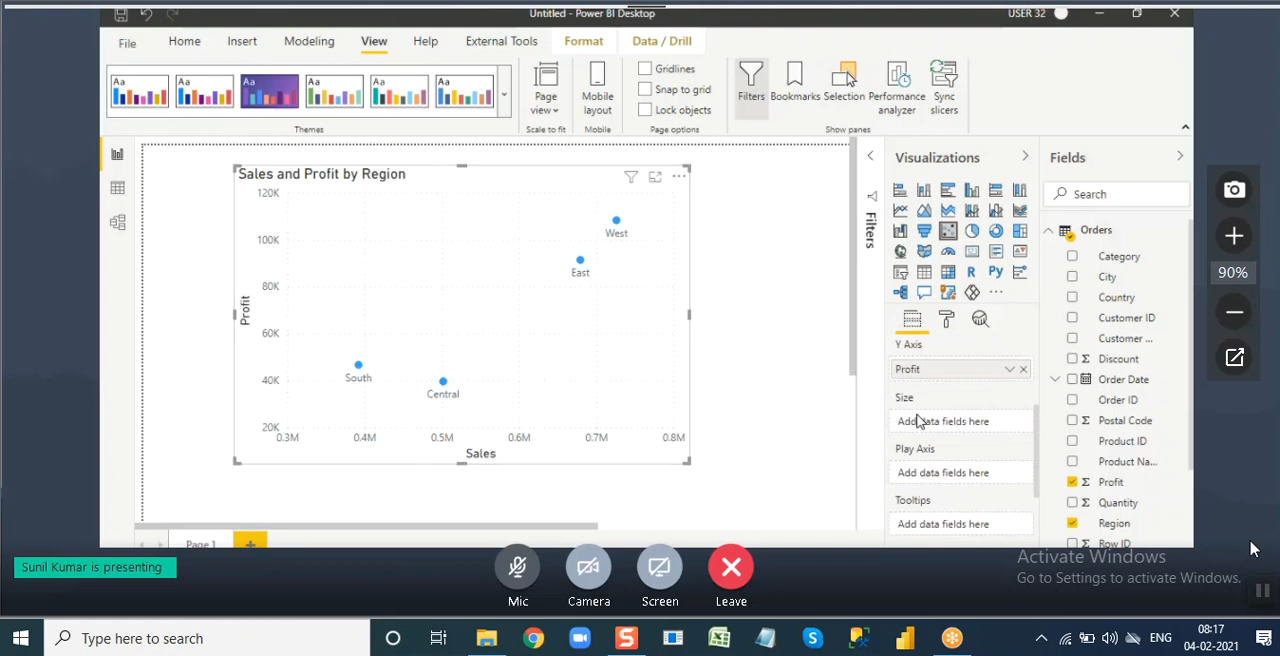 Untitled - Power BI Desktop
USER 32
File
Home
Insert
Modeling
View
Help
External Tools
Format
Data / Drill
Aa
Aa
Aa
Aa
Aa
Aa
Page view
Mobile layout
Gridlines
Snap to grid
Lock objects
Filters
Bookmarks
Selection
Performance analyzer
Sync slicers
Themes
Scale to fit
Mobile
Page options
Show panes
Sales and Profit by Region
120K
100K
80K
60K
40K
20K
Profit
West
East
South
Central
0.3M
0.4M
0.5M
0.6M
0.7M
0.8M
Sales
Page 1
Filters
Visualizations
R
Py
Y Axis
Profit
Size
Add data fields here
Play Axis
Add data fields here
Tooltips
Add data fields here
Fields
Search
Orders
Category
City
Country
Customer ID
Customer ...
Discount
Order Date
Order ID
Postal Code
Product ID
Product Na...
Profit
Quantity
Region
Row ID
90%
Sunil Kumar is presenting
Mic
Camera
Screen
Leave
Activate Windows
Go to Settings to activate Windows.
Type here to search
ENG
08:17
04-02-2021